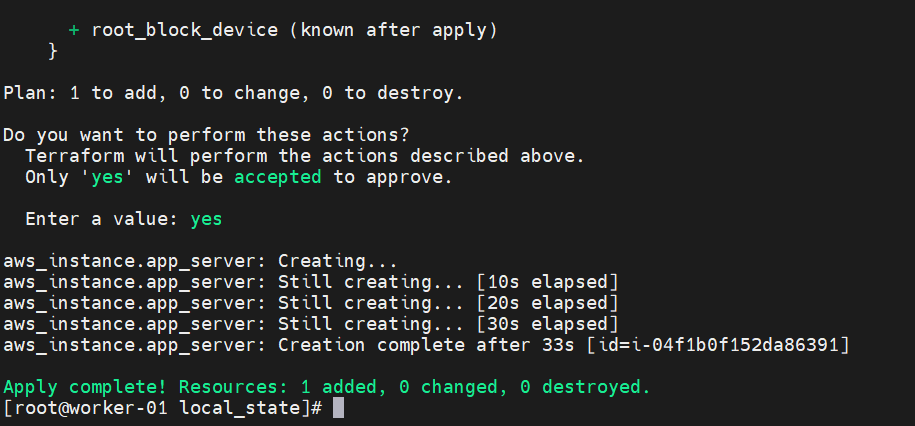 + root_block_device (known after apply)
}
Plan: 1 to add, 0 to change, 0 to destroy.
Do you want to perform these actions?
Terraform will perform the actions described above.
Only 'yes' will be accepted to approve.
Enter a value: yes
aws_instance.app_server: Creating...
aws_instance.app_server: Still creating... [10s elapsed]
aws_instance.app_server: Still creating... [20s elapsed]
aws_instance.app_server: Still creating... [30s elapsed]
aws_instance.app_server: Creation complete after 33s [id=i-04f1b0f152da86391]
Apply complete! Resources: 1 added, 0 changed, 0 destroyed.
[root@worker-01 local_state]#